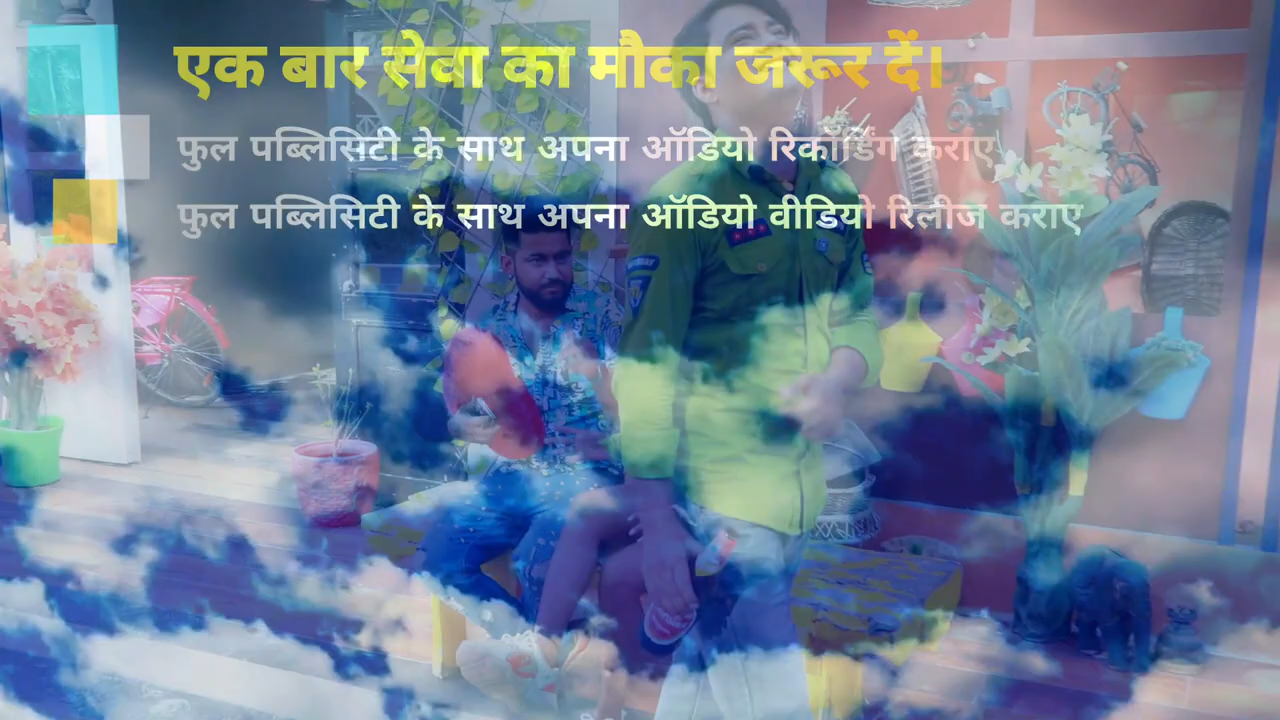 एक बार सेवा का मौका जरूर दें।
फुल पब्लिसिटी के साथ अपना ऑडियो रिकॉर्डिंग कराए
फुल पब्लिसिटी के साथ अपना ऑडियो वीडियो रिलीज कराए